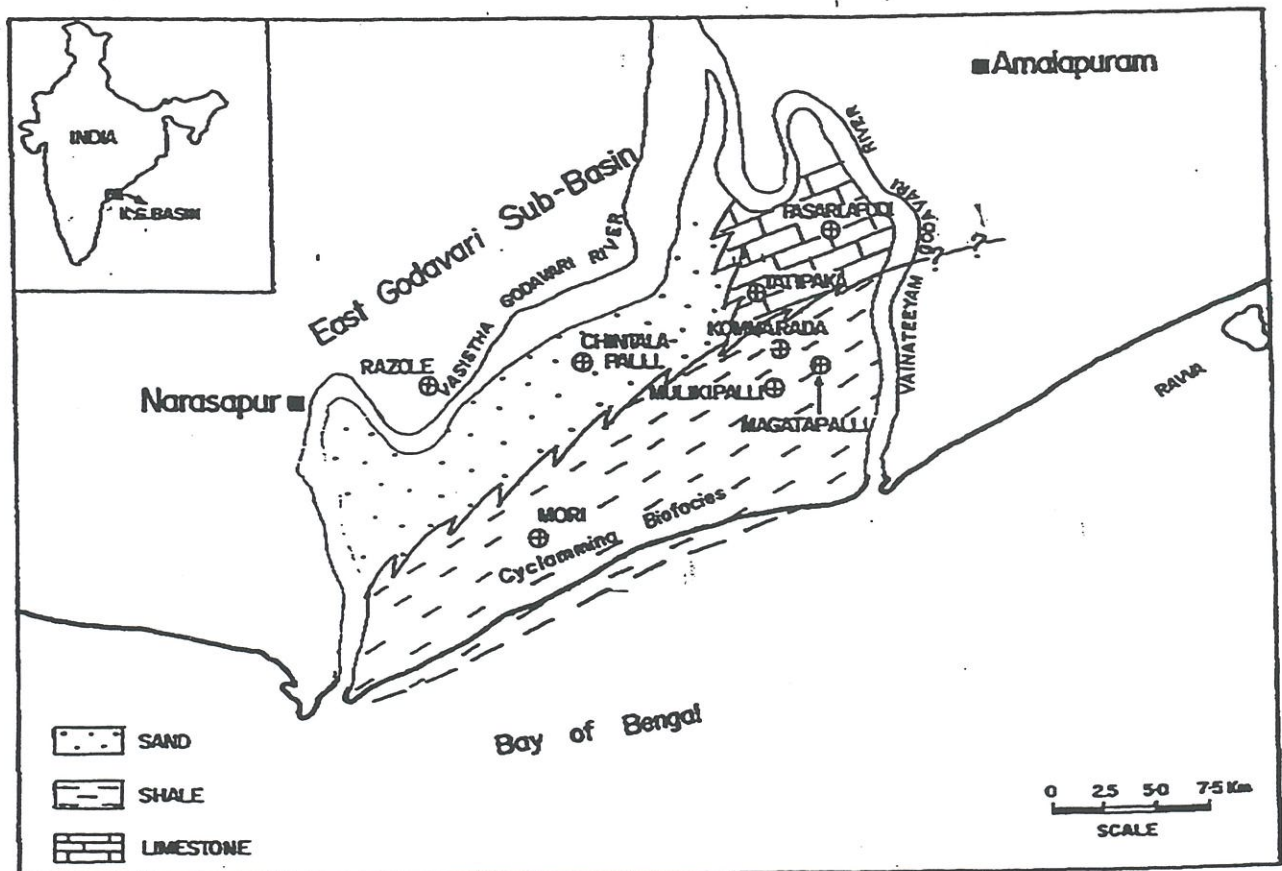 INDIA
K.G.BASIN
Amalapuram
East Godavari Sub-Basin
VASISTHA GODAVARI RIVER
VAINATEEYAM GODAVARI RIVER
PASARLAPUDI
? ?
TATIPAKA
KOMMARADA
CHINTALA-
PALLI
RAZOLE
Narasapur
MULIKIPALLI
MAGATAPALLI
RAVVA
MORI
Cyclammina Biofocies
Bay of Bengal
SAND
SHALE
LIMESTONE
0 2.5 5.0 7.5 Km
SCALE